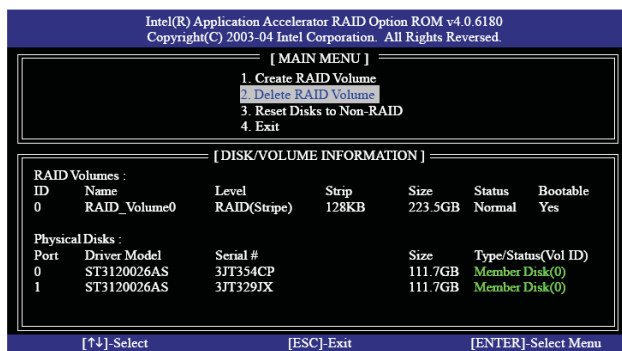 Intel(R) Application Accelerator RAID Option ROM v4.0.6180
Copyright(C) 2003-04 Intel Corporation. All Rights Reversed.
[ MAIN MENU ]
1. Create RAID Volume
2. Delete RAID Volume
3. Reset Disks to Non-RAID
4. Exit
[ DISK/VOLUME INFORMATION ]
RAID Volumes :
ID Name Level Strip Size Status Bootable
0 RAID_Volume0 RAID(Stripe) 128KB 223.5GB Normal Yes
Physical Disks :
Port Driver Model Serial # Size Type/Status(Vol ID)
0 ST3120026AS 3JT354CP 111.7GB Member Disk(0)
1 ST3120026AS 3JT329JX 111.7GB Member Disk(0)
[↑↓]-Select [ESC]-Exit [ENTER]-Select Menu